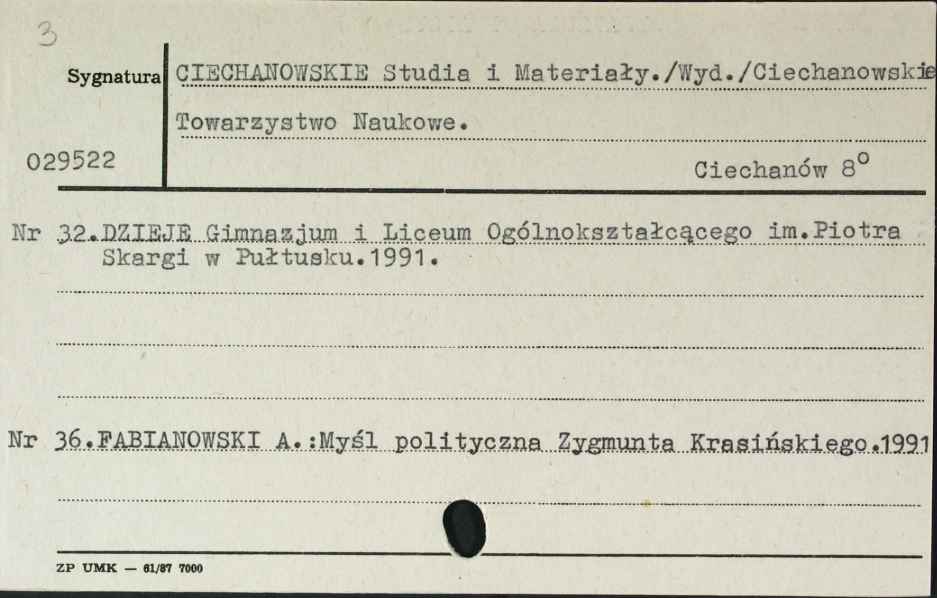 3
Sygnatura
CIECHANOWSKIE Studia i Materiały./Wyd./Ciechanowskie
Towarzystwo Naukowe.
029522
Ciechanów 8°
Nr 32.DZIEJE Gimnazjum i Liceum Ogólnokształcącego im.Piotra
Skargi w Pułtusku.1991.
Nr 36.FABIANOWSKI A.:Myśl polityczna Zygmunta Krasińskiego.1991
ZP UMK — 61/87 7000